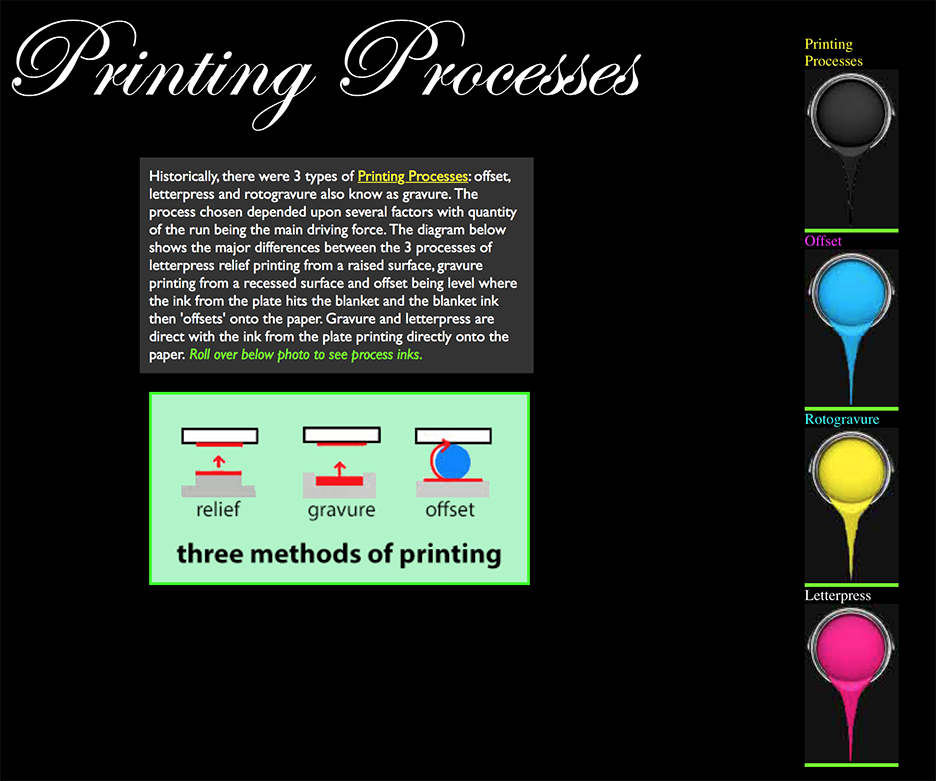 Printing Processes
Historically, there were 3 types of Printing Processes: offset,
letterpress and rotogravure also know as gravure. The
process chosen depended upon several factors with quantity
of the run being the main driving force. The diagram below
shows the major differences between the 3 processes of
letterpress relief printing from a raised surface, gravure
printing from a recessed surface and offset being level where
the ink from the plate hits the blanket and the blanket ink
then 'offsets' onto the paper. Gravure and letterpress are
direct with the ink from the plate printing directly onto the
paper. Roll over below photo to see process inks.
relief gravure offset
three methods of printing
Printing
Processes
Offset
Rotogravure
Letterpress